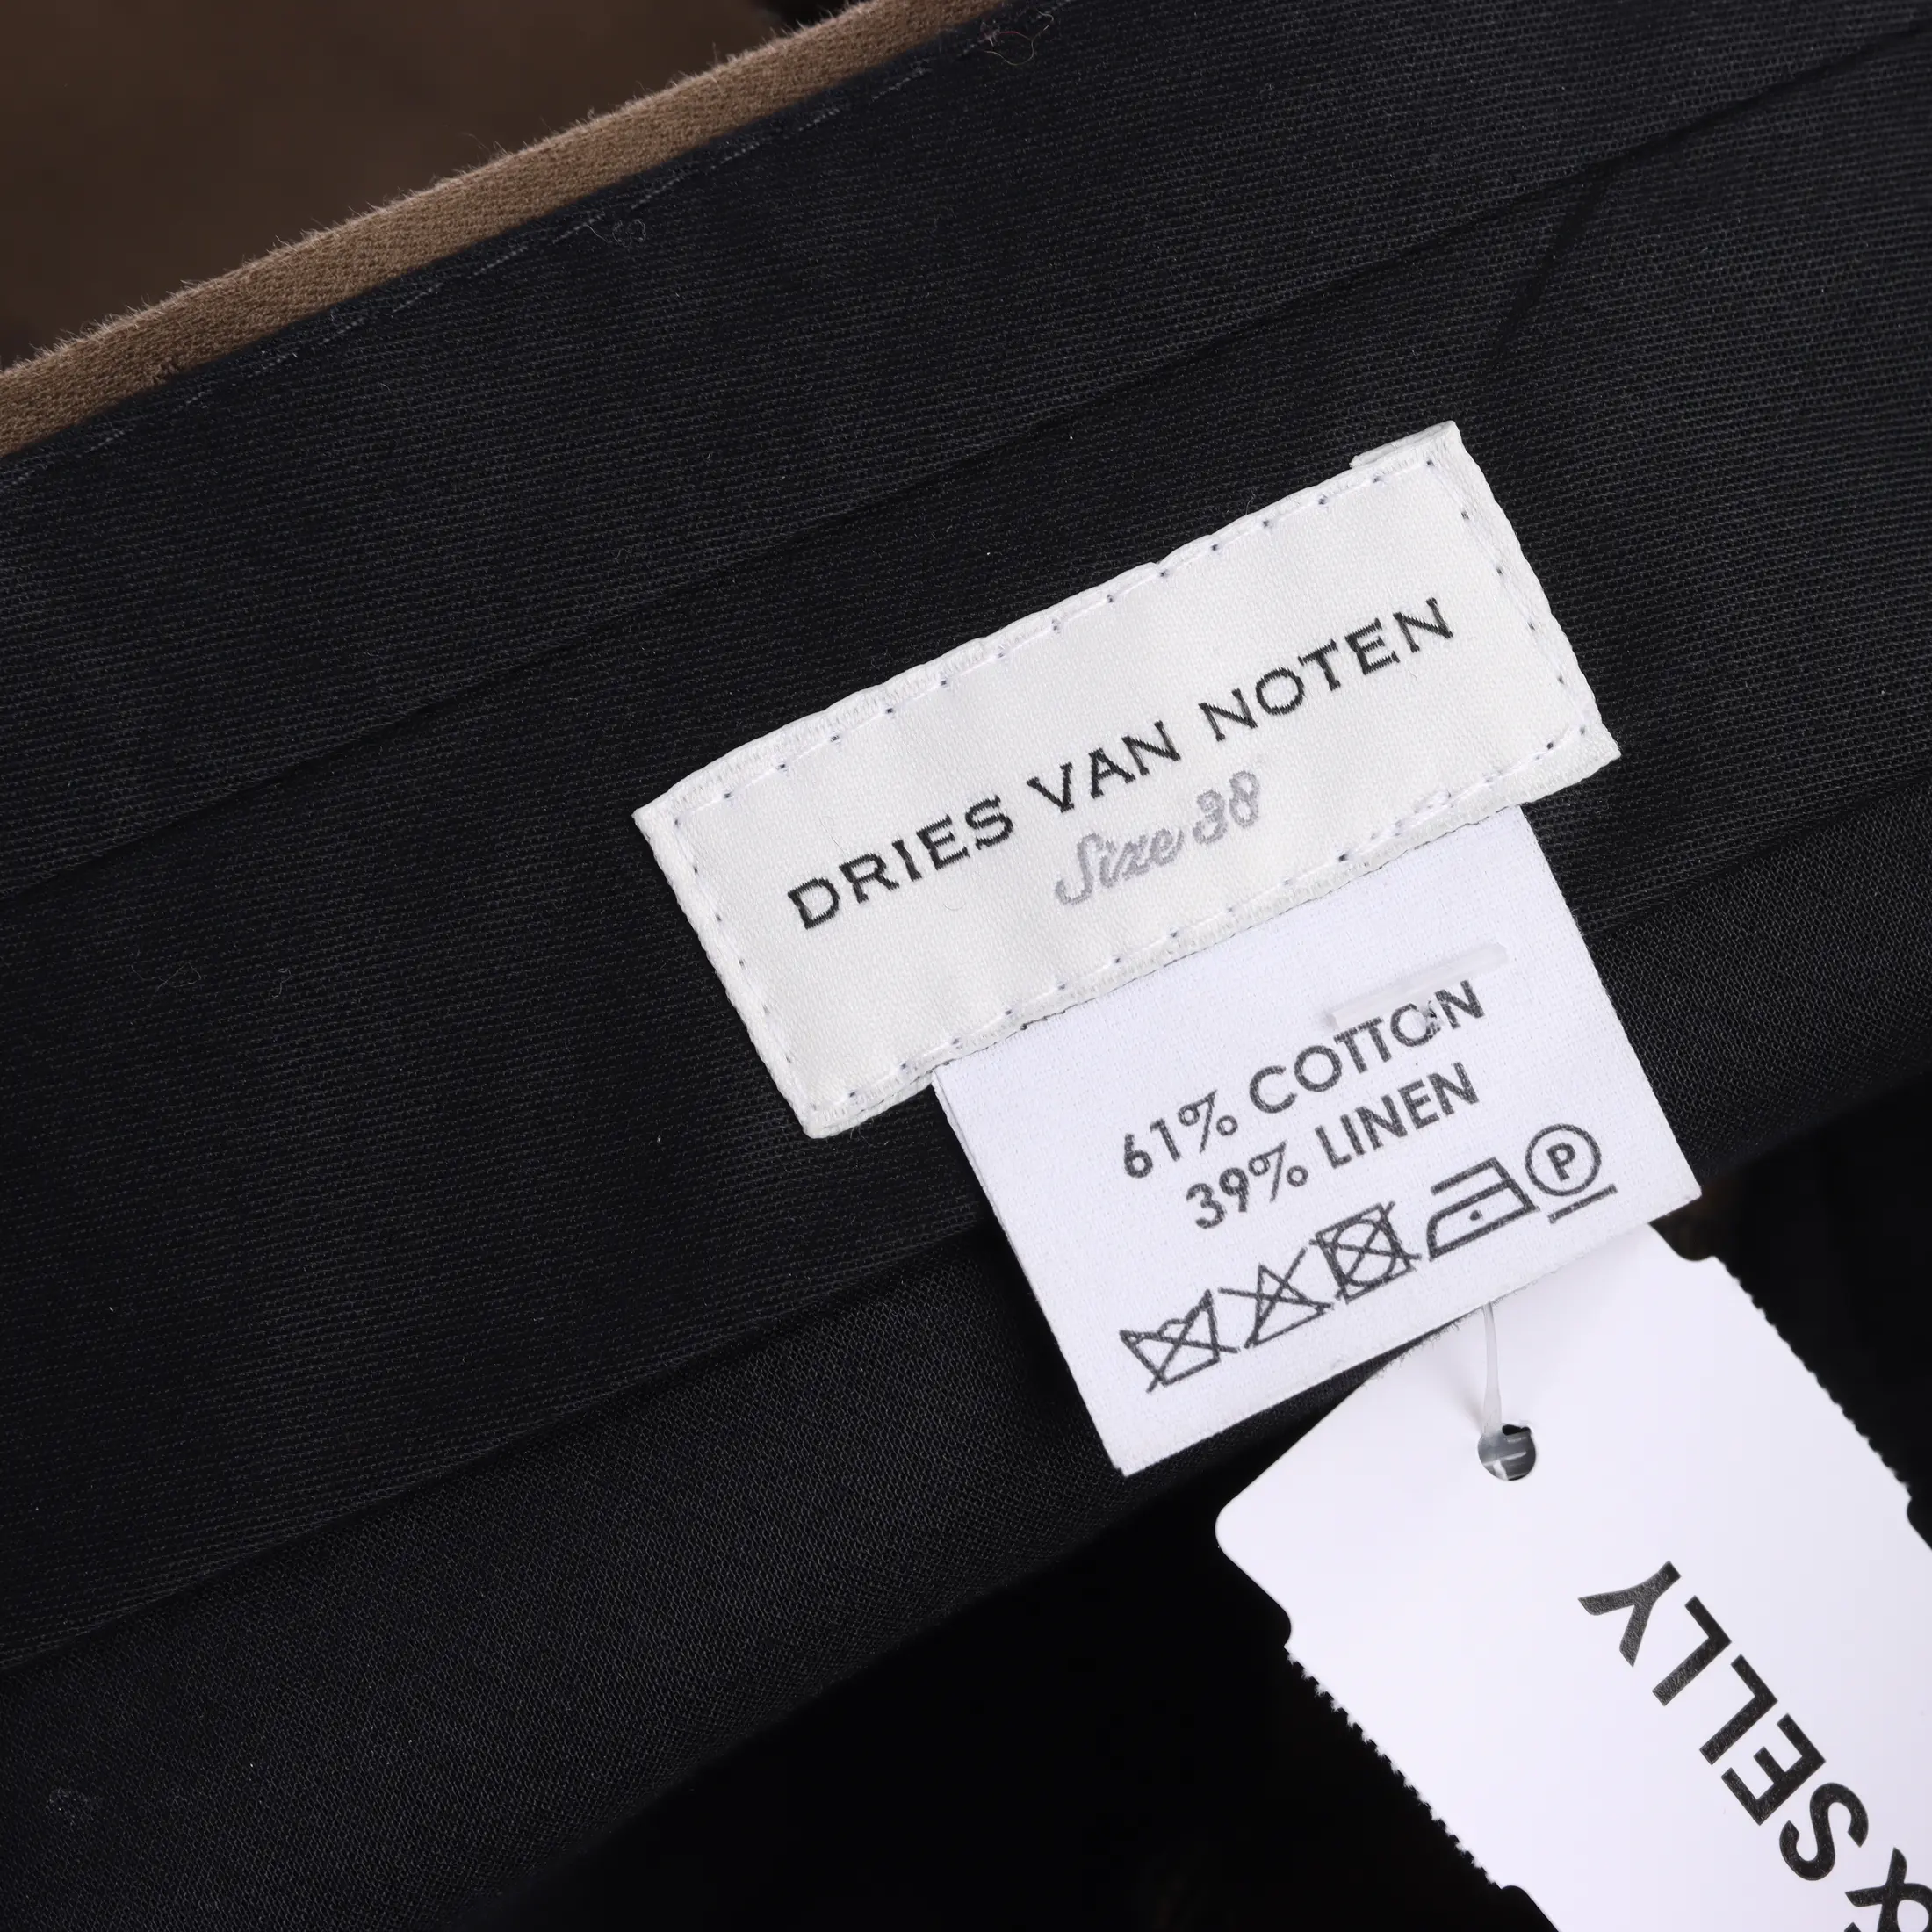 DRIES VAN NOTEN
Size 38
61% COTTON
39% LINEN
P
SELLY